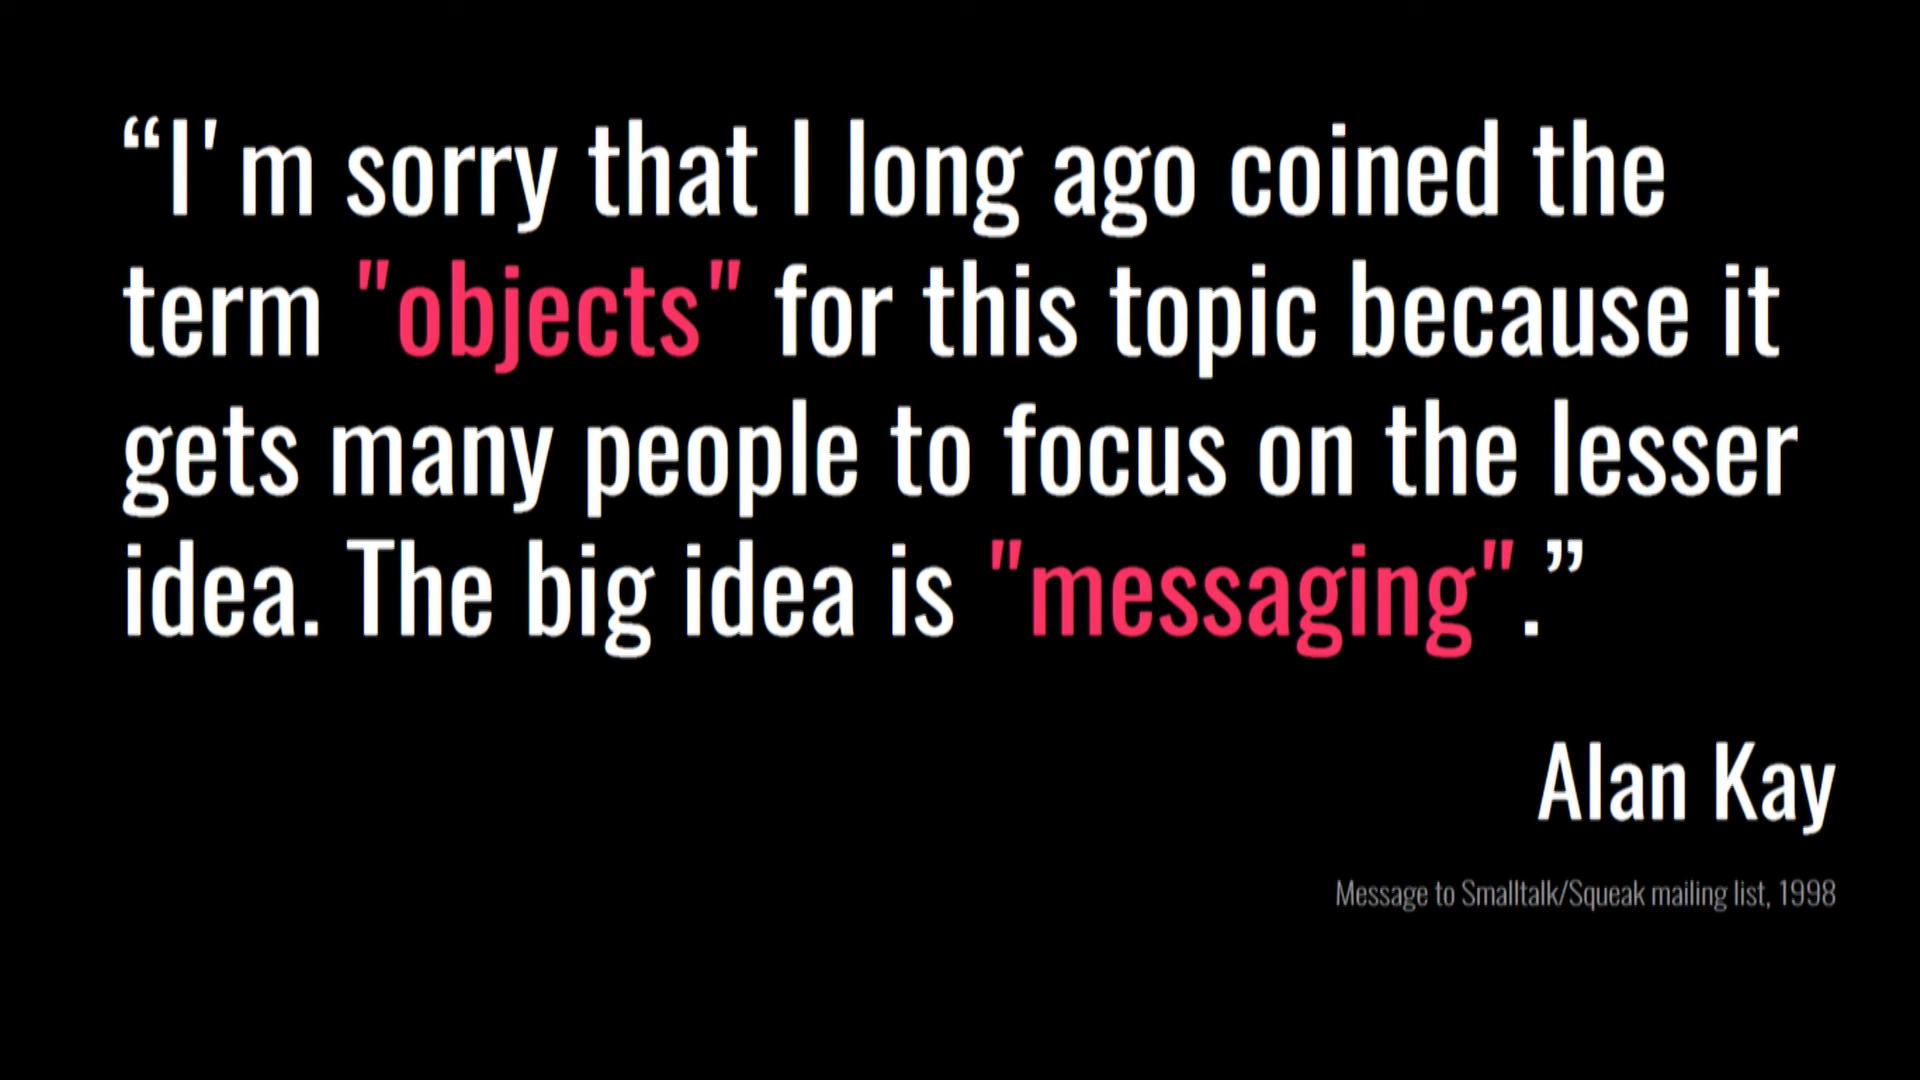 “I'm sorry that I long ago coined the
term "objects" for this topic because it
gets many people to focus on the lesser
idea. The big idea is "messaging".”
Alan Kay
Message to Smalltalk/Squeak mailing list, 1998